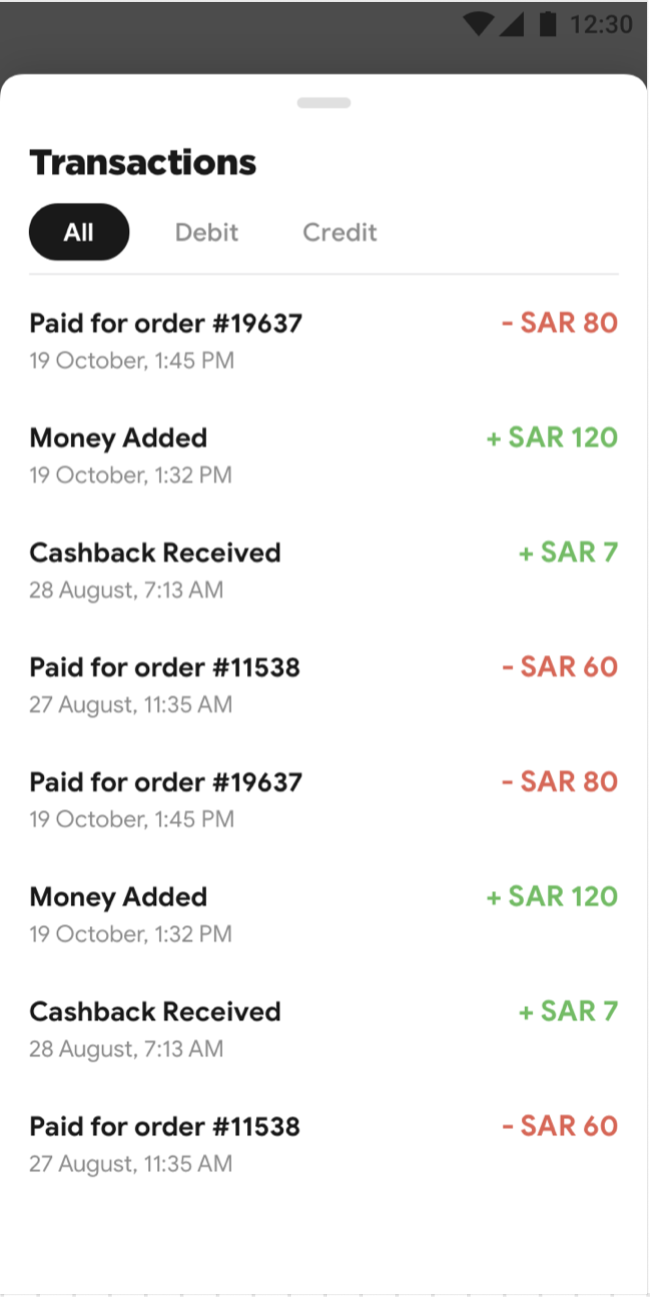 12:30
Transactions
All Debit Credit
Paid for order #19637 - SAR 80
19 October, 1:45 PM
Money Added + SAR 120
19 October, 1:32 PM
Cashback Received + SAR 7
28 August, 7:13 AM
Paid for order #11538 - SAR 60
27 August, 11:35 AM
Paid for order #19637 - SAR 80
19 October, 1:45 PM
Money Added + SAR 120
19 October, 1:32 PM
Cashback Received + SAR 7
28 August, 7:13 AM
Paid for order #11538 - SAR 60
27 August, 11:35 AM